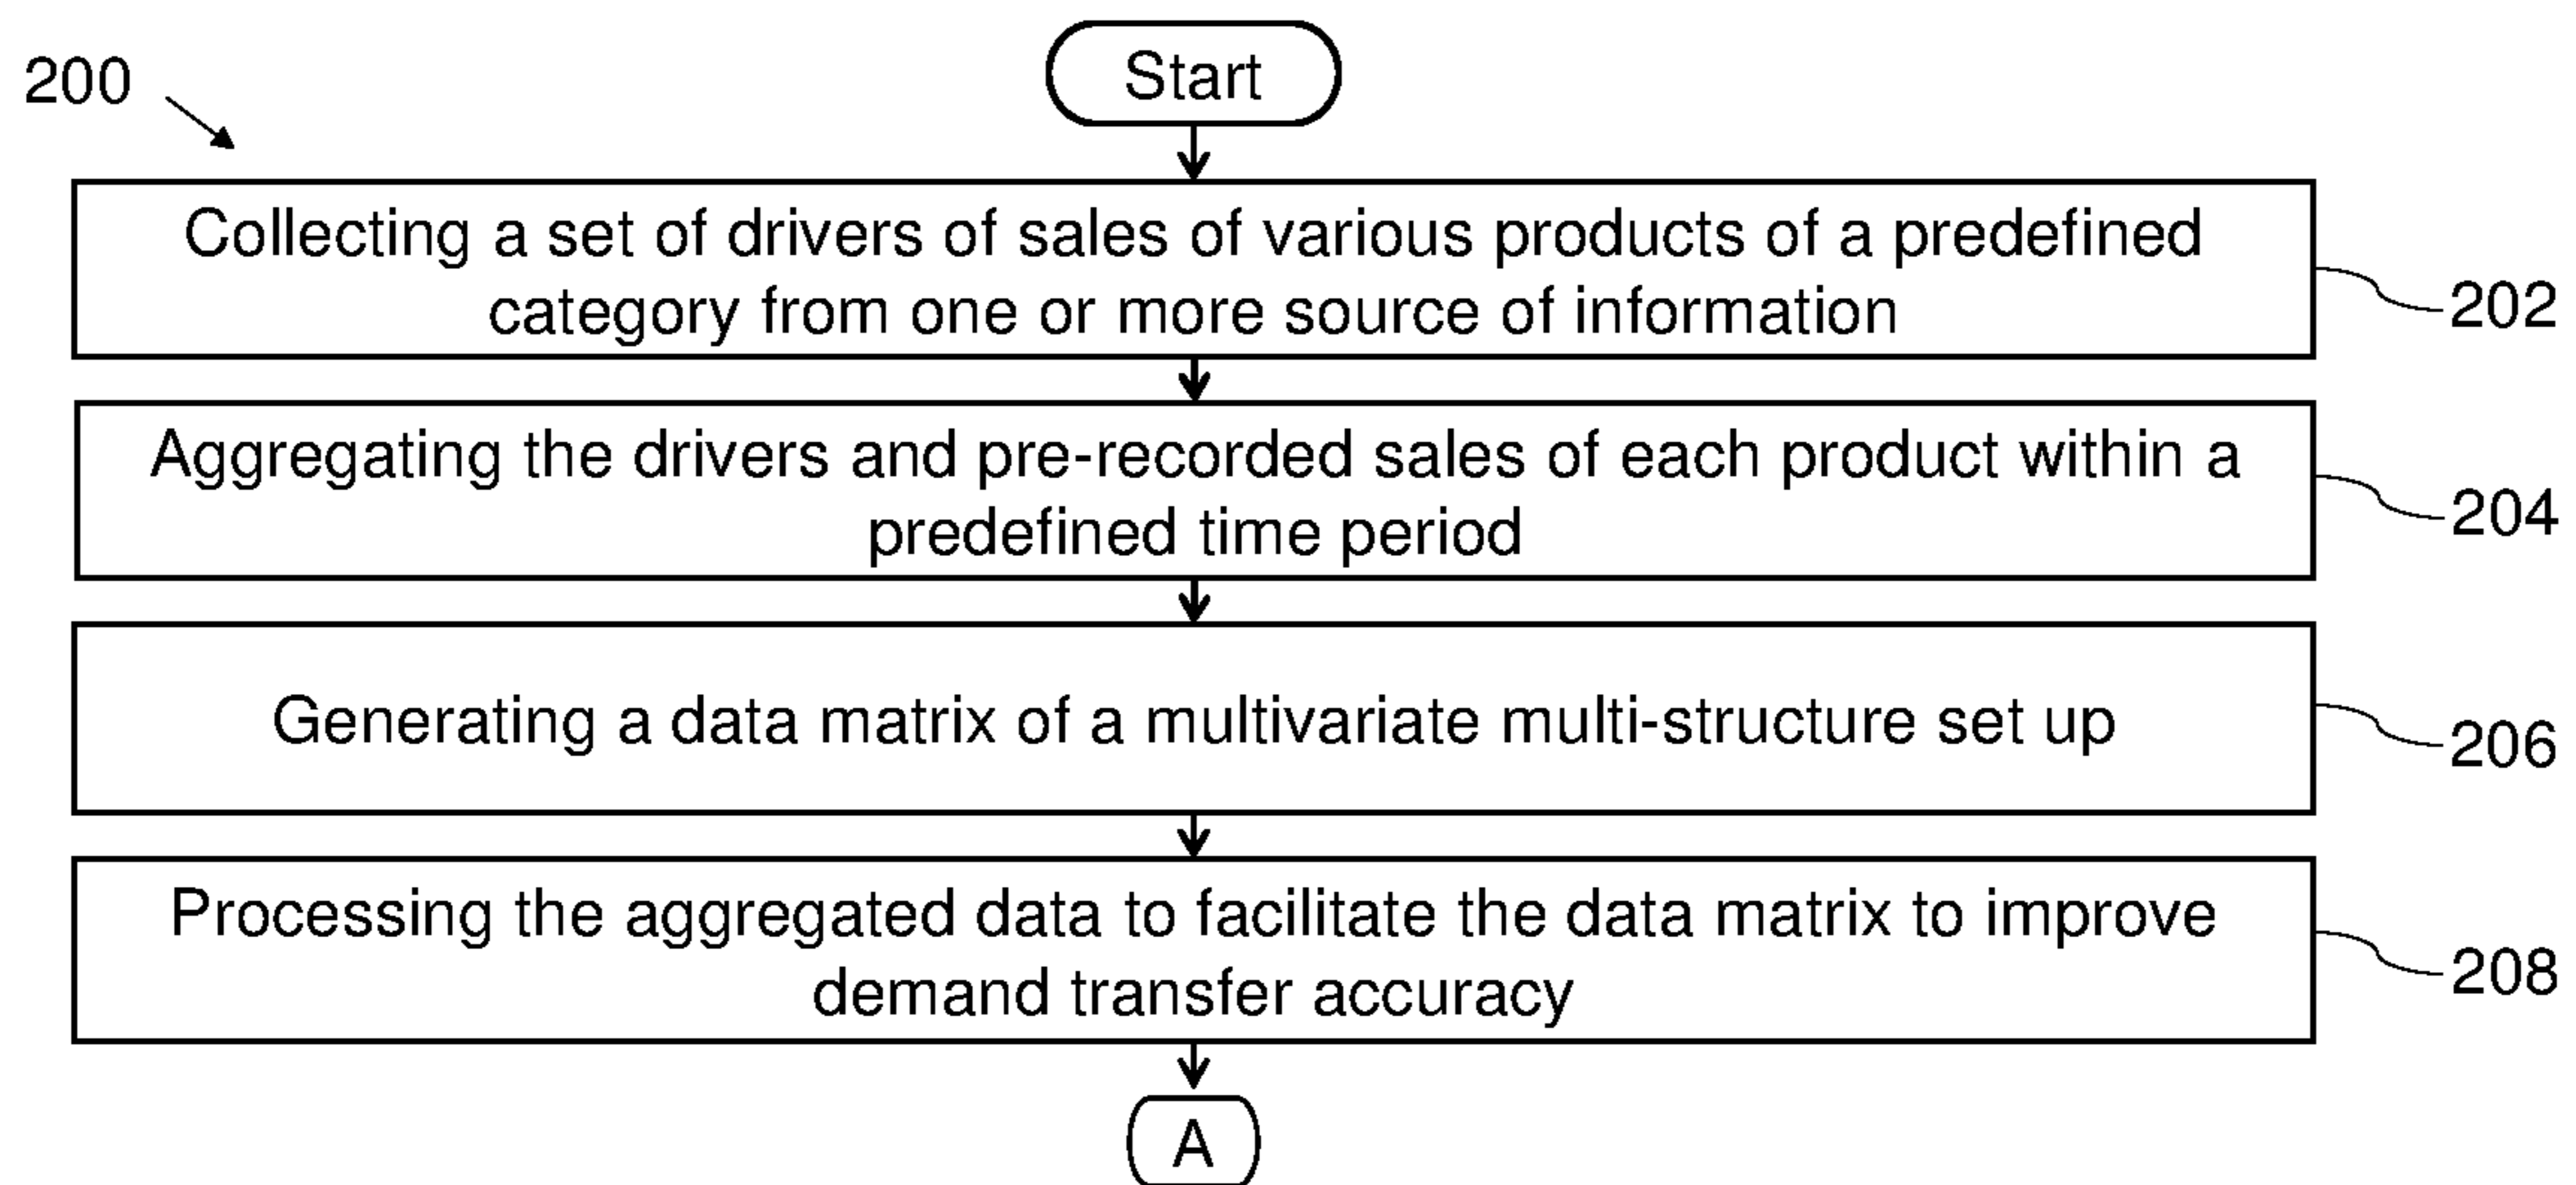 200
Start
Collecting a set of drivers of sales of various products of a predefined
category from one or more source of information
202
Aggregating the drivers and pre-recorded sales of each product within a
predefined time period
204
Generating a data matrix of a multivariate multi-structure set up
206
Processing the aggregated data to facilitate the data matrix to improve
demand transfer accuracy
208
A